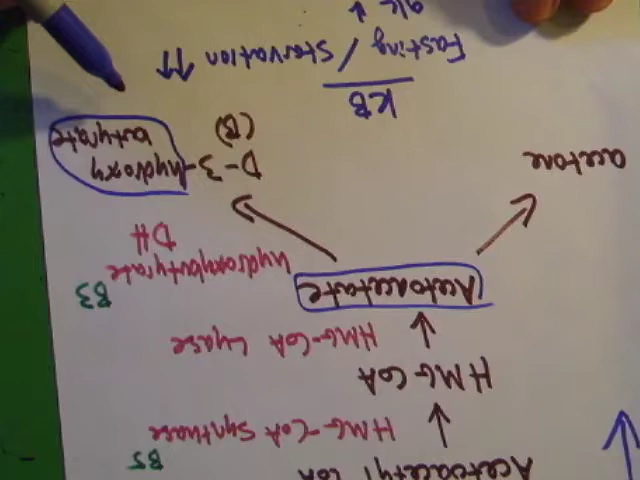 Acetoacetyl CoA
B5
HMG-CoA synthase
HMG-CoA
HMG-CoA Lyase
Acetoacetate
B3
hydroxybutyrate
DH
acetone
D-3-hydroxy
butyrate
(B)
KB
Fasting / Starvation
glc